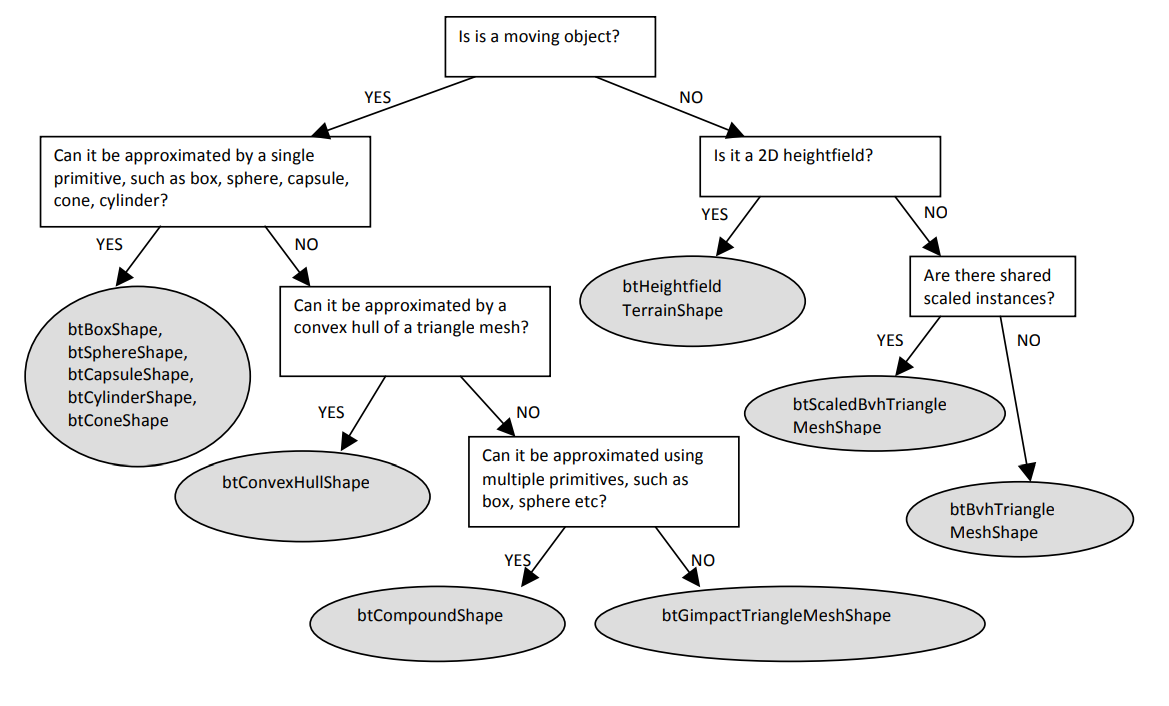 Is is a moving object?
YES
NO
Can it be approximated by a single
primitive, such as box, sphere, capsule,
cone, cylinder?
Is it a 2D heightfield?
YES
NO
YES
NO
btBoxShape,
btSphereShape,
btCapsuleShape,
btCylinderShape,
btConeShape
Can it be approximated by a
convex hull of a triangle mesh?
btHeightfield
TerrainShape
Are there shared
scaled instances?
YES
NO
YES
NO
btConvexHullShape
Can it be approximated using
multiple primitives, such as
box, sphere etc?
btScaledBvhTriangle
MeshShape
btBvhTriangle
MeshShape
YES
NO
btCompoundShape
btGimpactTriangleMeshShape